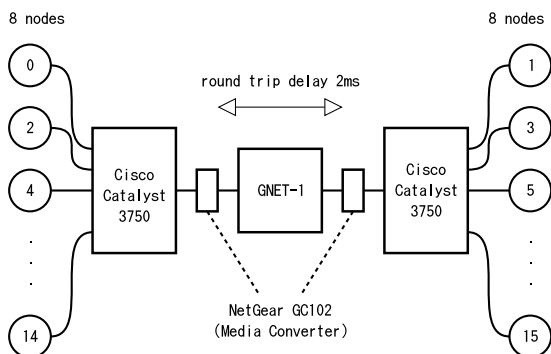 8 nodes
8 nodes
0
1
round trip delay 2ms
2
3
Cisco
Catalyst
3750
GNET-1
Cisco
Catalyst
3750
4
5
.
.
.
.
.
.
NetGear GC102
(Media Converter)
14
15